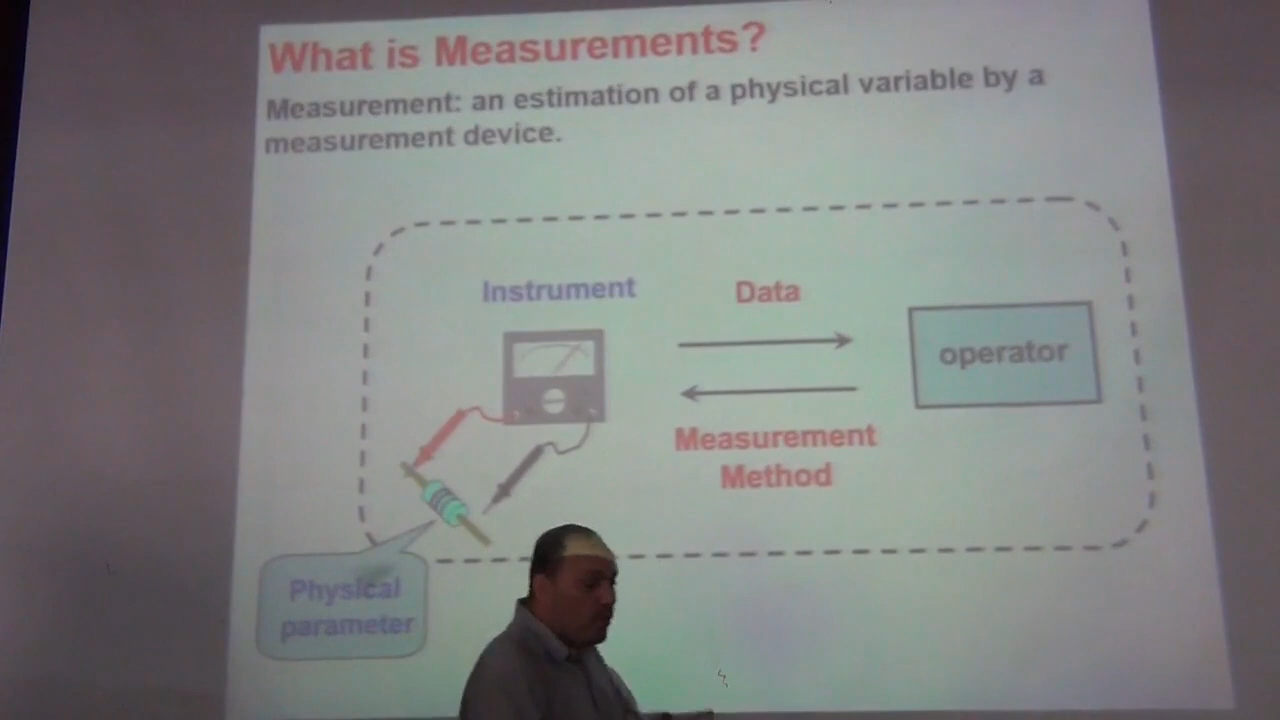 What is Measurements?
Measurement: an estimation of a physical variable by a
measurement device.
Instrument
Data
operator
Measurement
Method
Physical
parameter